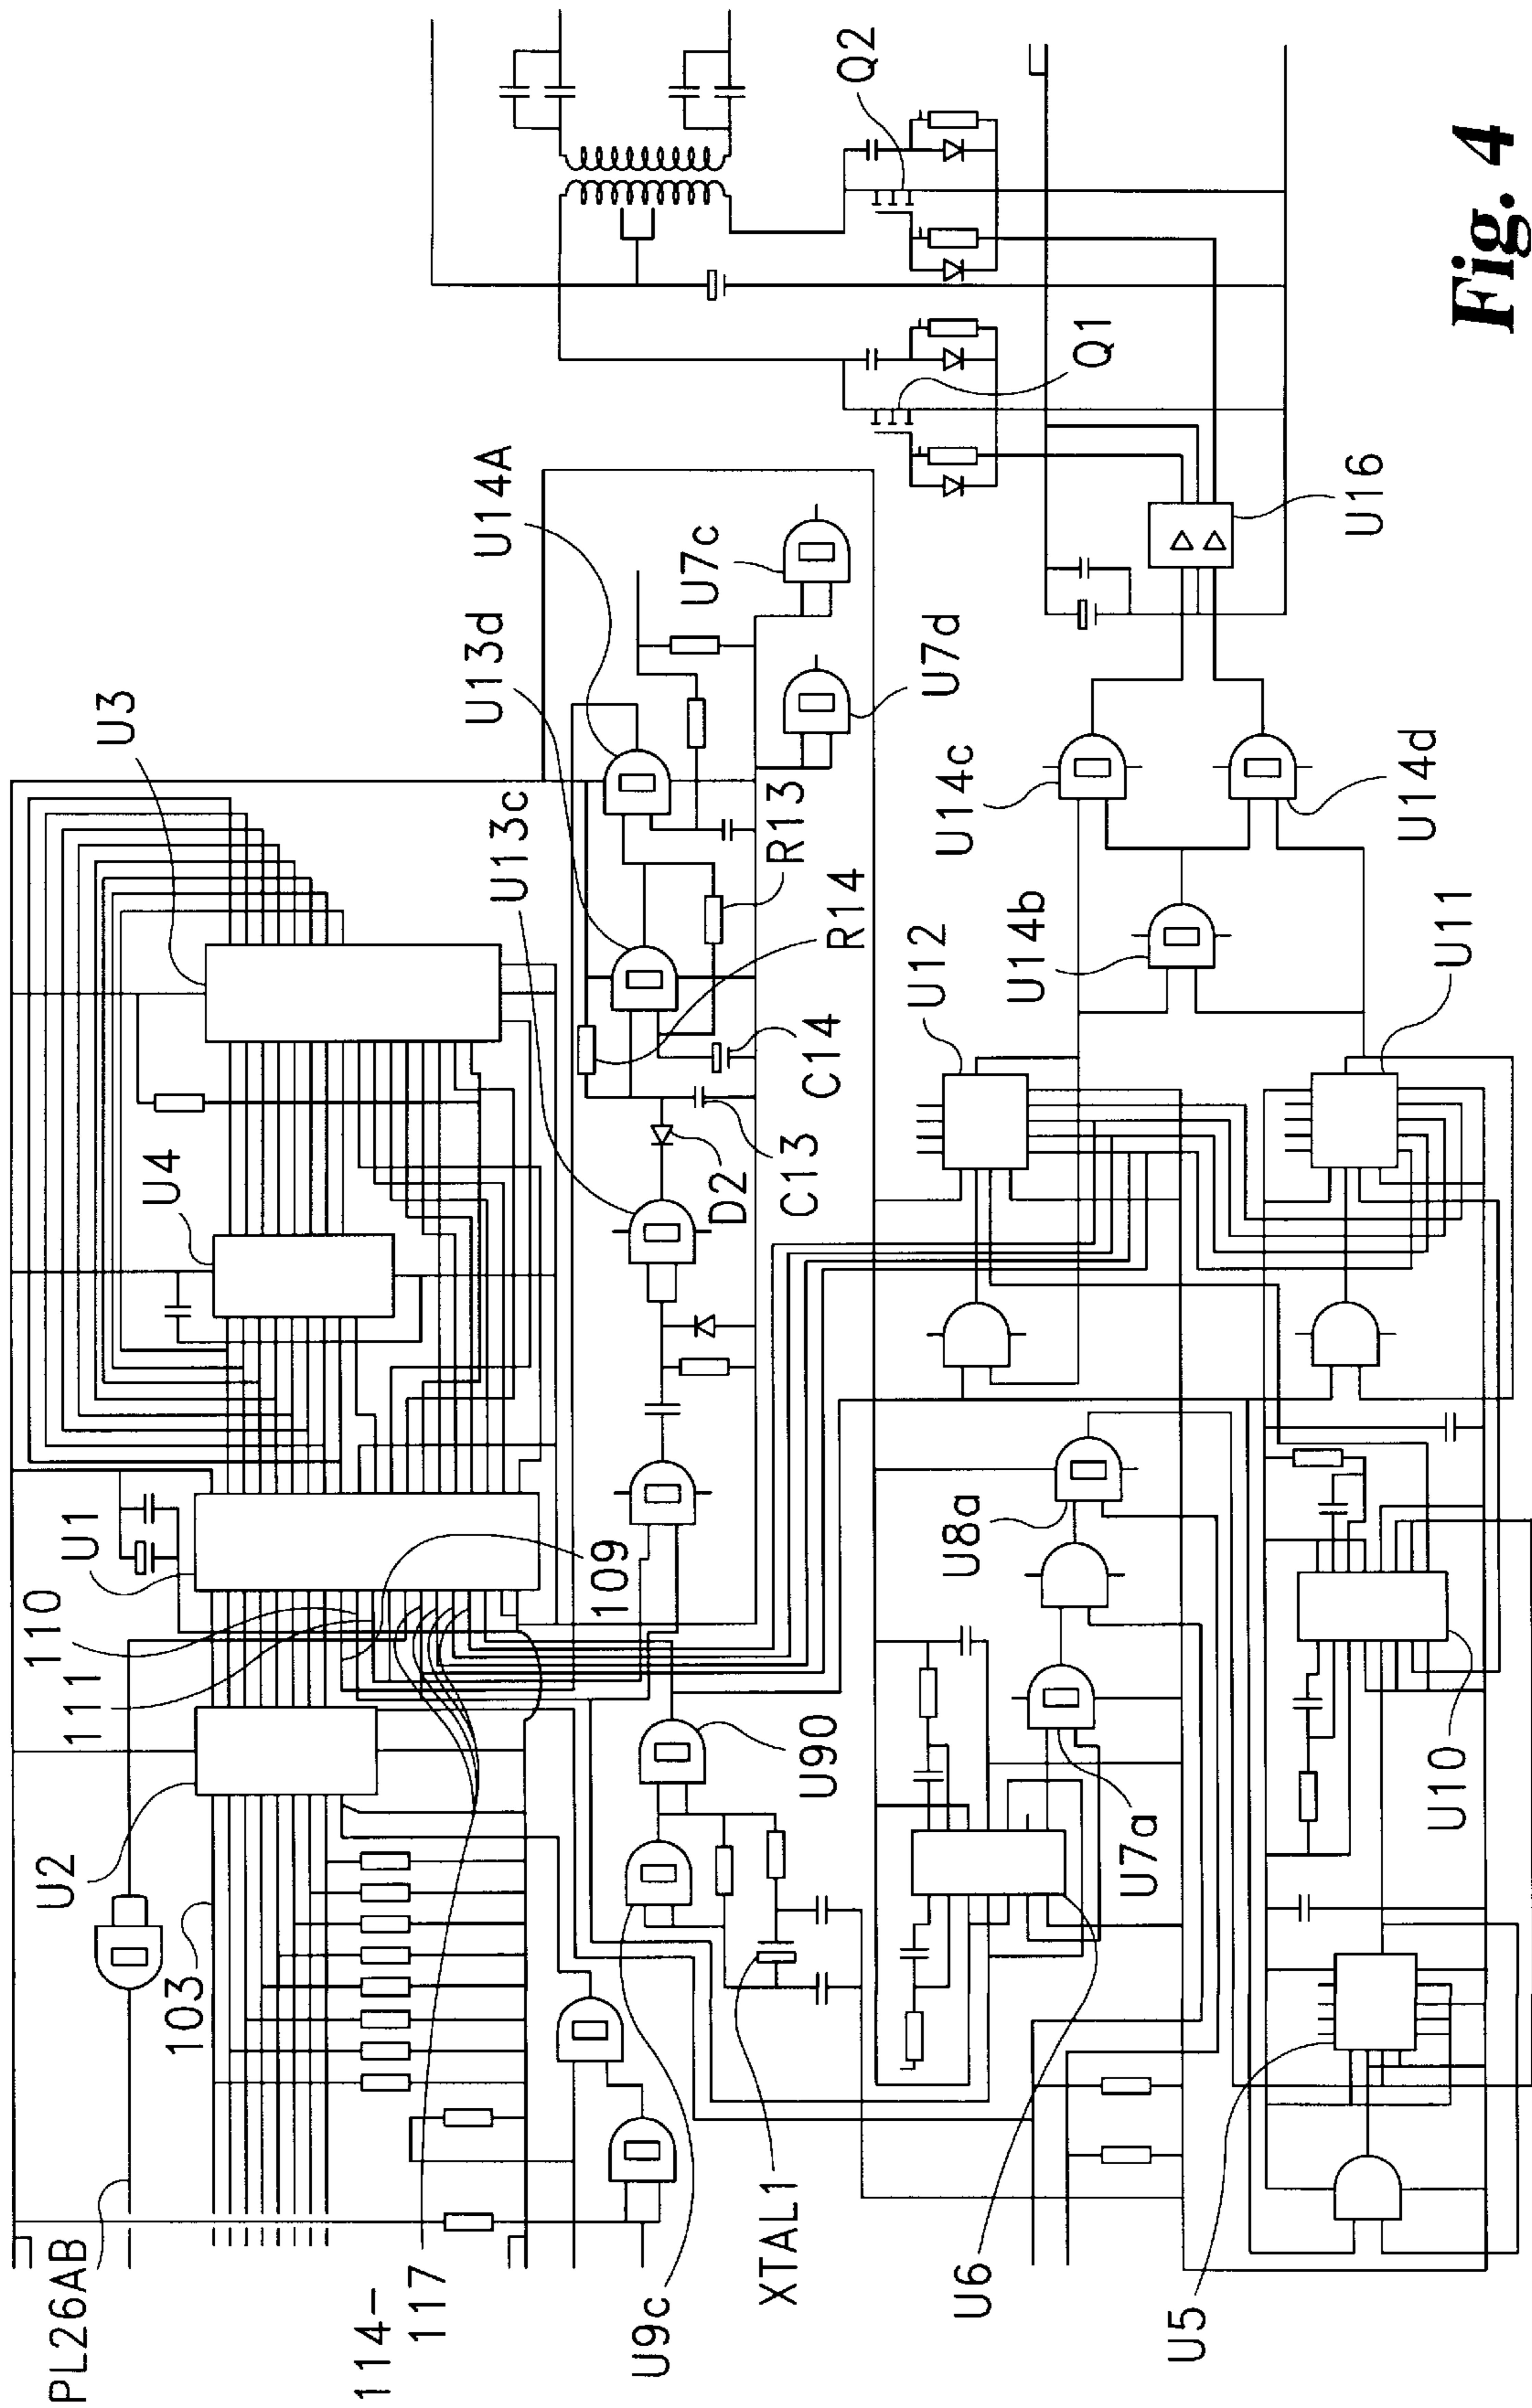 PL26AB
114-
117
103
U2
111
110
U1
109
U4
U3
U9c
XTAL1
U90
U13c
D2
C13
C14
R14
R13
U13d
U14A
U7c
U7d
U6
U7a
U8a
U12
U14b
U14c
U14d
U11
U10
U5
U16
Q1
Q2
Fig. 4